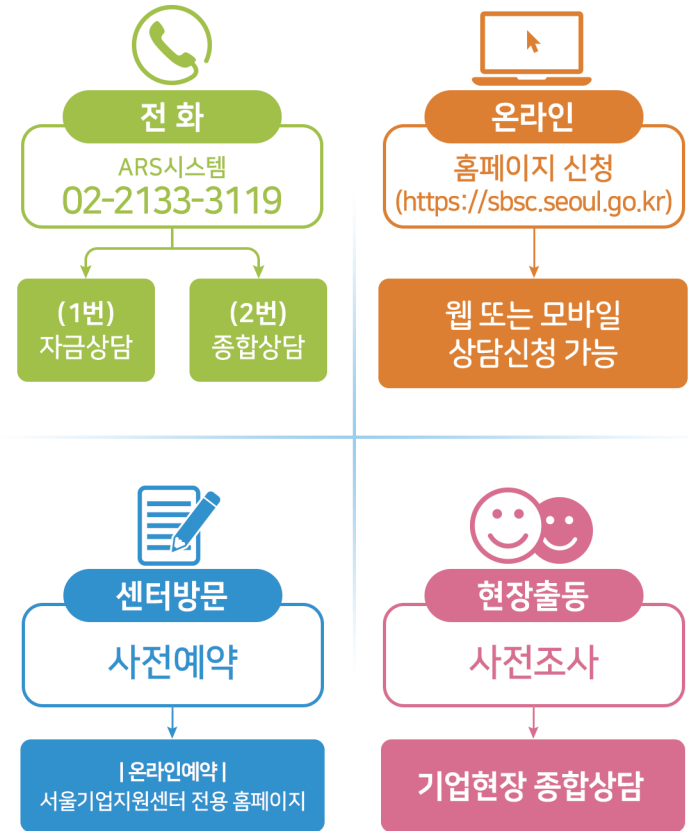 전 화
ARS시스템
02-2133-3119
(1번)
자금상담
(2번)
종합상담
온라인
홈페이지 신청
(https://sbsc.seoul.go.kr)
웹 또는 모바일
상담신청 가능
센터방문
사전예약
| 온라인예약 |
서울기업지원센터 전용 홈페이지
현장출동
사전조사
기업현장 종합상담